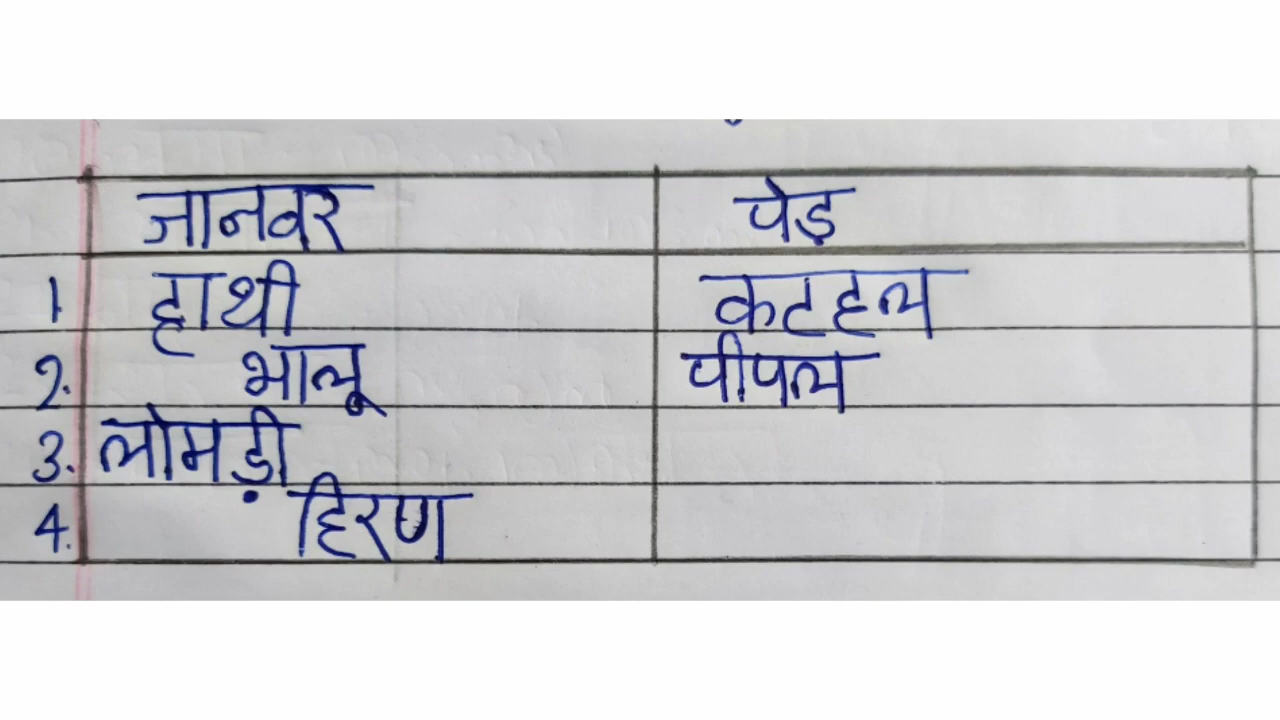 जानवर पेड़
1. हाथी कटहल
2. भालू पीपल
3. लोमड़ी
4. हिरण